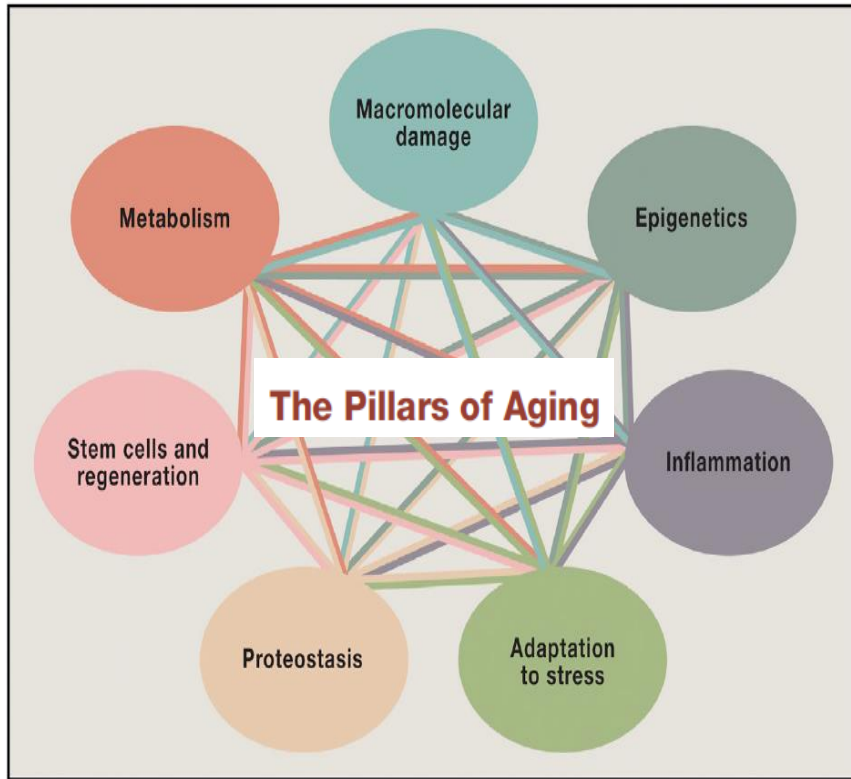 Macromolecular
damage
Metabolism
Epigenetics
The Pillars of Aging
Stem cells and
regeneration
Inflammation
Proteostasis
Adaptation
to stress